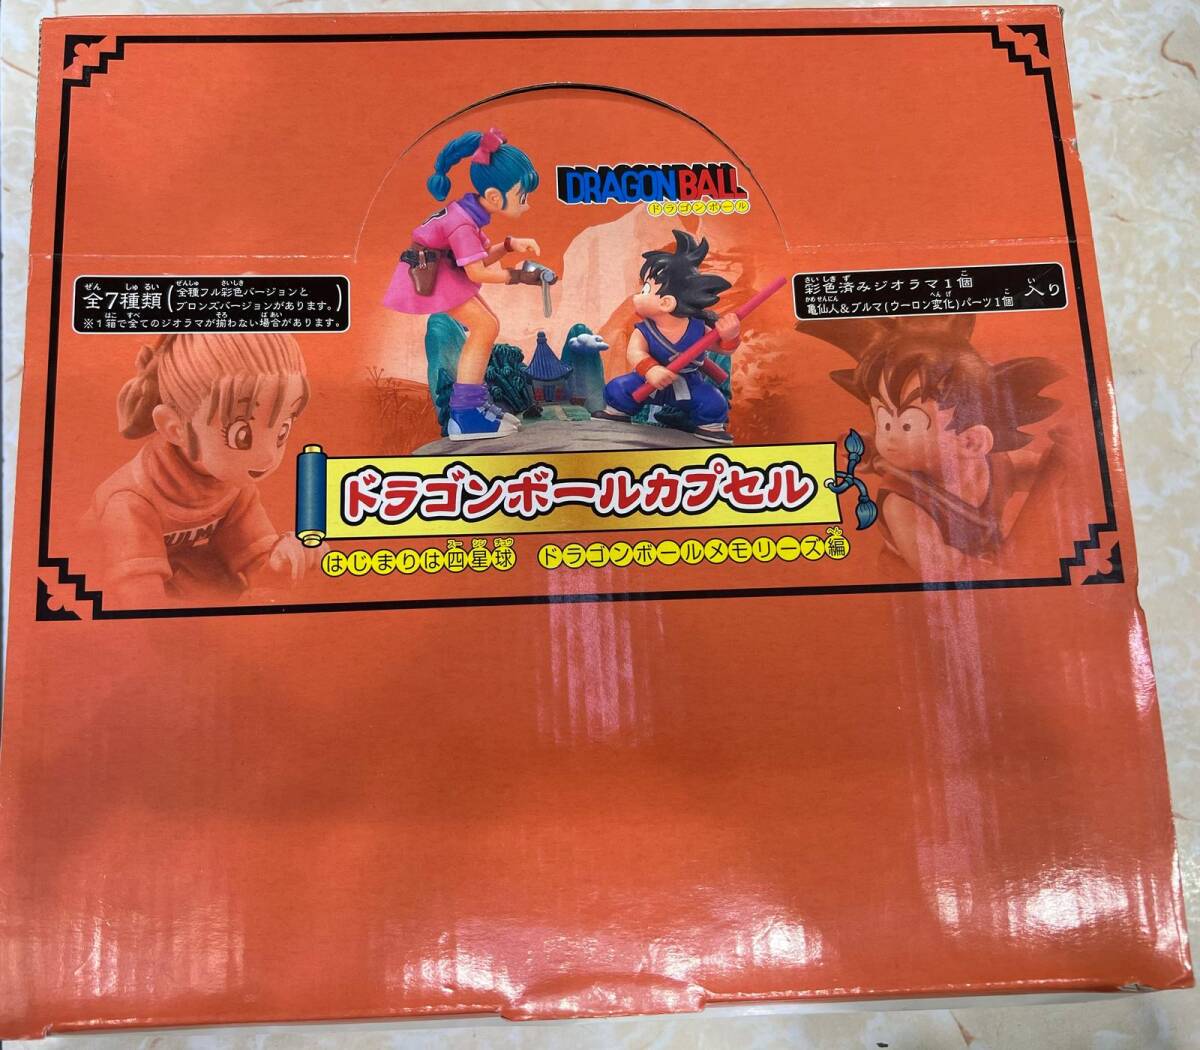 DRAGON BALL
ドラゴンボール
全7種類(全種フル彩色バージョンと
ブロンズバージョンがあります。)
※1箱で全てのジオラマが揃わない場合があります。
彩色済みジオラマ1個
亀仙人&ブルマ(ウーロン変化)パーツ1個 入り
ドラゴンボールカプセル
はじまりは四星球 ドラゴンボールメモリーズ編